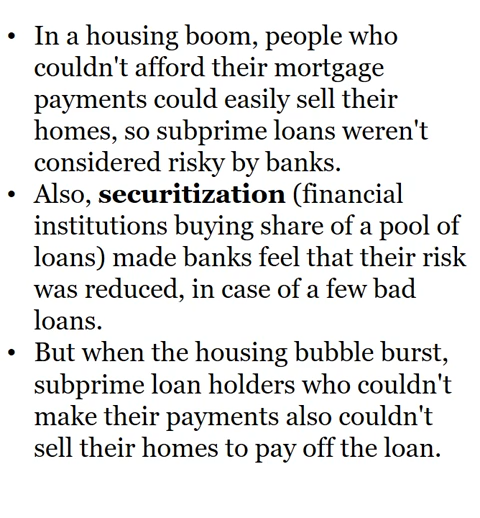 • In a housing boom, people who
couldn't afford their mortgage
payments could easily sell their
homes, so subprime loans weren't
considered risky by banks.
• Also, securitization (financial
institutions buying share of a pool of
loans) made banks feel that their risk
was reduced, in case of a few bad
loans.
• But when the housing bubble burst,
subprime loan holders who couldn't
make their payments also couldn't
sell their homes to pay off the loan.